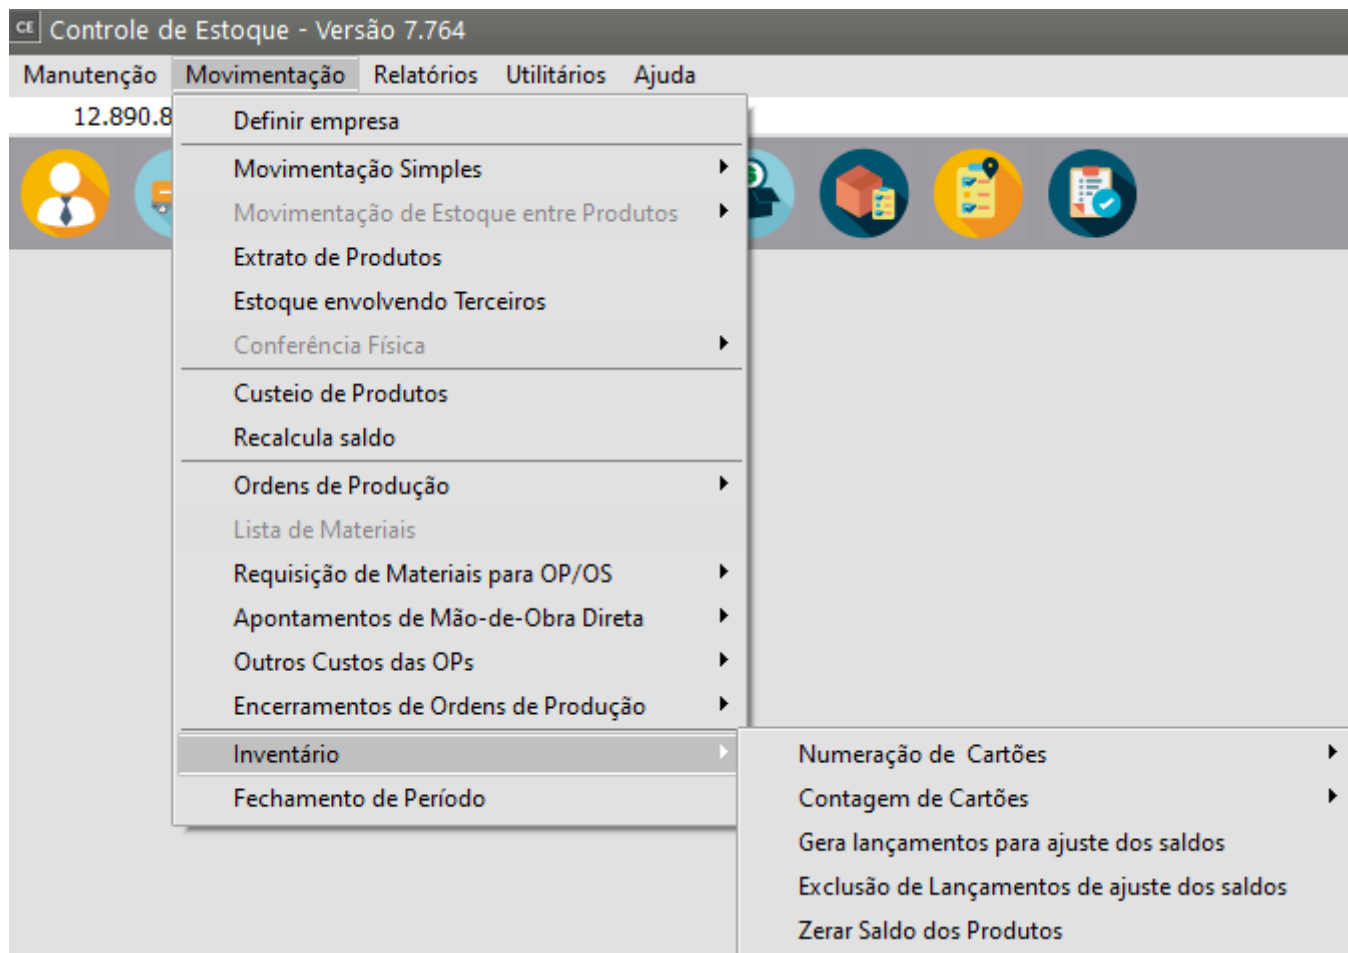 CE Controle de Estoque - Versão 7.764
Manutenção Movimentação Relatórios Utilitários Ajuda
12.890.8
Definir empresa
Movimentação Simples
Movimentação de Estoque entre Produtos
Extrato de Produtos
Estoque envolvendo Terceiros
Conferência Física
Custeio de Produtos
Recalcula saldo
Ordens de Produção
Lista de Materiais
Requisição de Materiais para OP/OS
Apontamentos de Mão-de-Obra Direta
Outros Custos das OPs
Encerramentos de Ordens de Produção
Inventário
Fechamento de Período
Numeração de  Cartões
Contagem de Cartões
Gera lançamentos para ajuste dos saldos
Exclusão de Lançamentos de ajuste dos saldos
Zerar Saldo dos Produtos